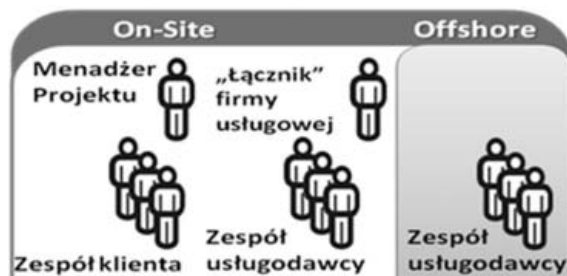 On-Site
Offshore
Menadżer
Projektu
„Łącznik”
firmy
usługowej
Zespół klienta
Zespół
usługodawcy
Zespół
usługodawcy